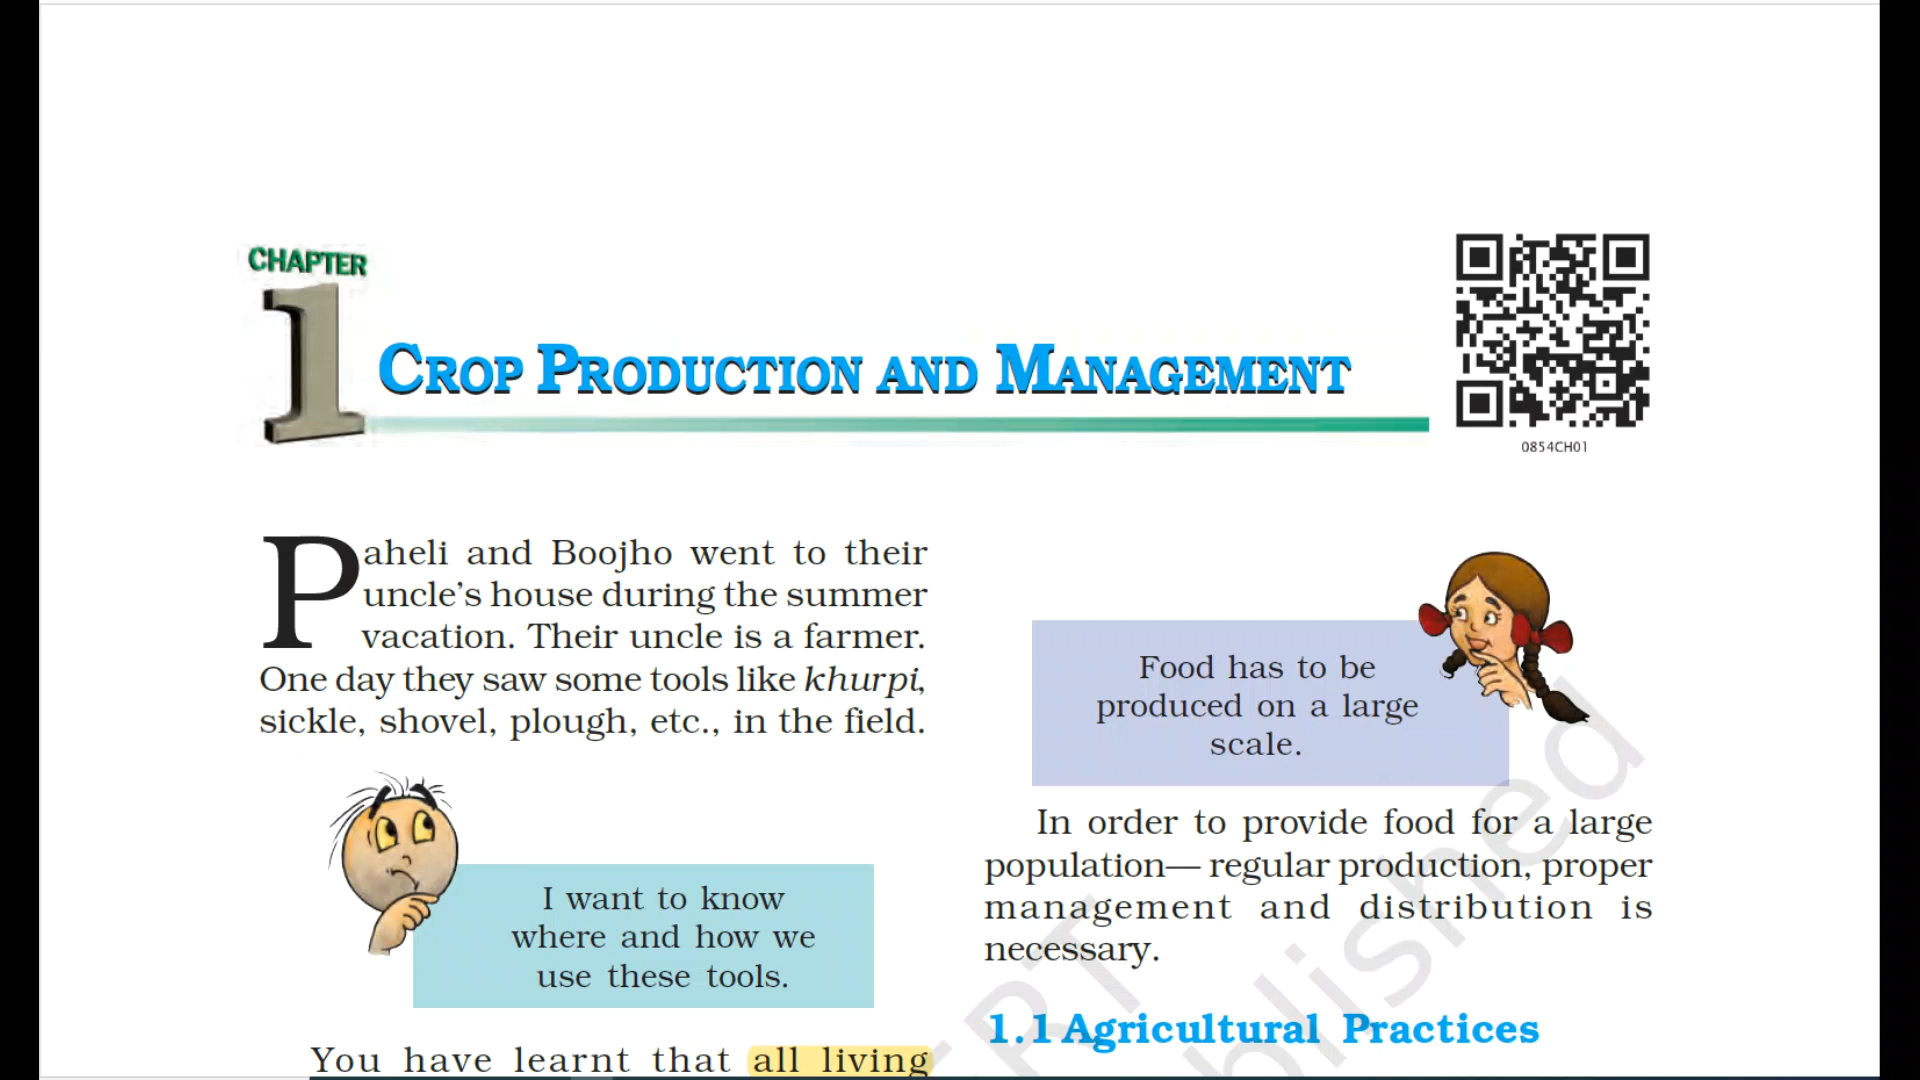 CHAPTER
1
CROP PRODUCTION AND MANAGEMENT
0854CH01
Paheli and Boojho went to their
uncle’s house during the summer
vacation. Their uncle is a farmer.
One day they saw some tools like khurpi,
sickle, shovel, plough, etc., in the field.
I want to know
where and how we
use these tools.
You have learnt that all living
Food has to be
produced on a large
scale.
In order to provide food for a large
population— regular production, proper
management and distribution is
necessary.
1.1 Agricultural Practices